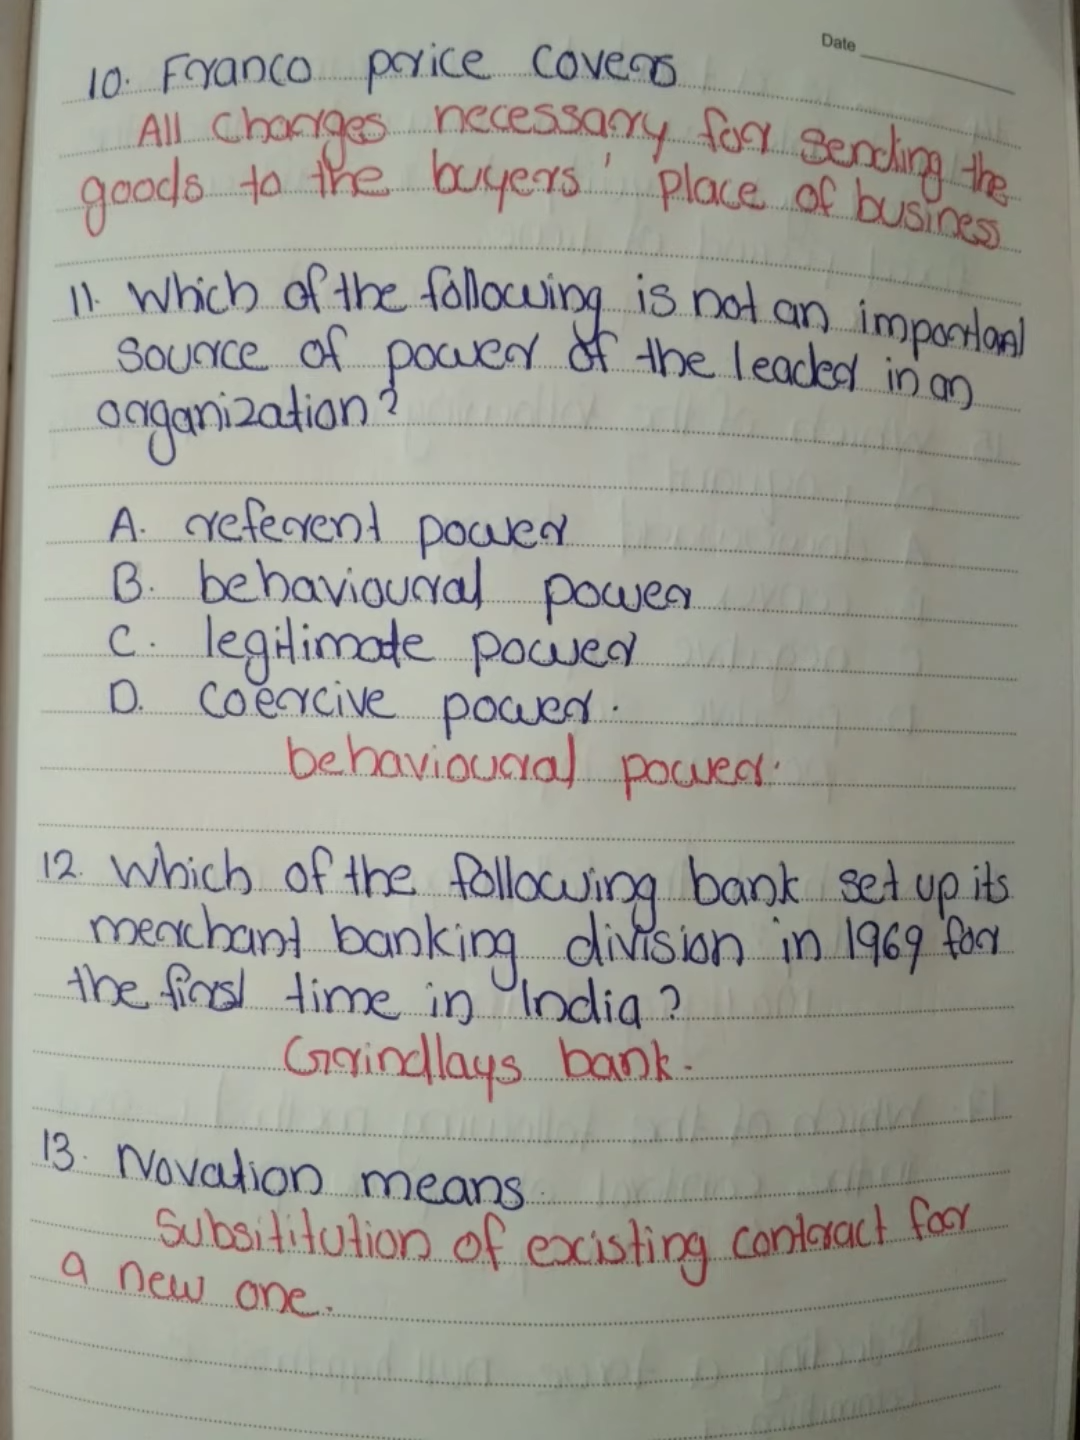 Date
10. Franco price covers
All charges necessary for sending the
goods to the buyers' place of business
11. Which of the following is not an important
source of power of the leader in an
organization?
A. referent power
B. behavioural power
C. legitimate power
D. coercive power.
behavioural power.
12. Which of the following bank set up its
merchant banking division in 1969 for
the first time in India?
Grindlays bank.
13. Novation means
Subsititution of existing contract for
a new one.